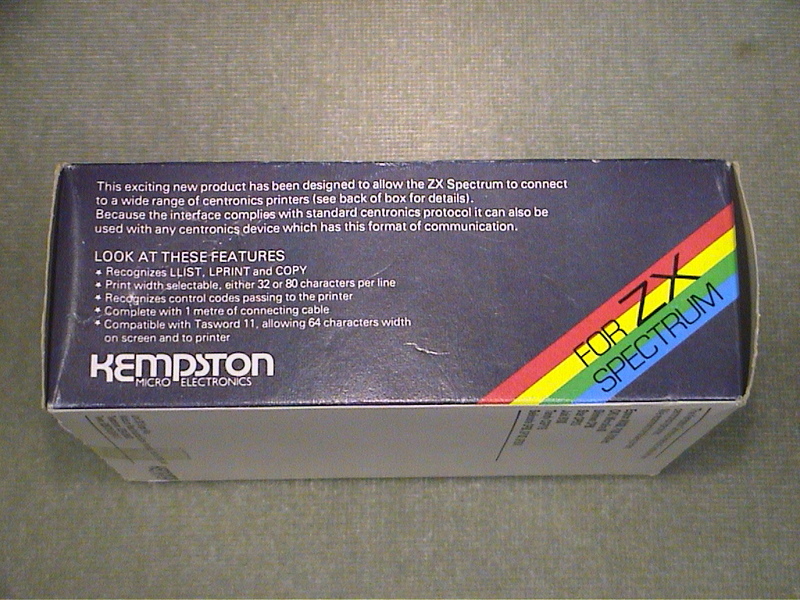 This exciting new product has been designed to allow the ZX Spectrum to connect
to a wide range of centronics printers (see back of box for details).
Because the interface complies with standard centronics protocol it can also be
used with any centronics device which has this format of communication.
LOOK AT THESE FEATURES
* Recognizes LLIST, LPRINT and COPY
* Print width selectable, either 32 or 80 characters per line
* Recognizes control codes passing to the printer
* Complete with 1 metre of connecting cable
* Compatible with Tasword 11, allowing 64 characters width
on screen and to printer
KEMPSTON
MICRO ELECTRONICS
FOR ZX
SPECTRUM